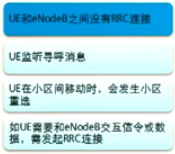 UE和eNodeB之间没有RRC连接
UE监听寻呼消息
UE在小区间移动时，会发生小区
重选
如UE需要和eNodeB交互信令或数
据，需发起RRC连接